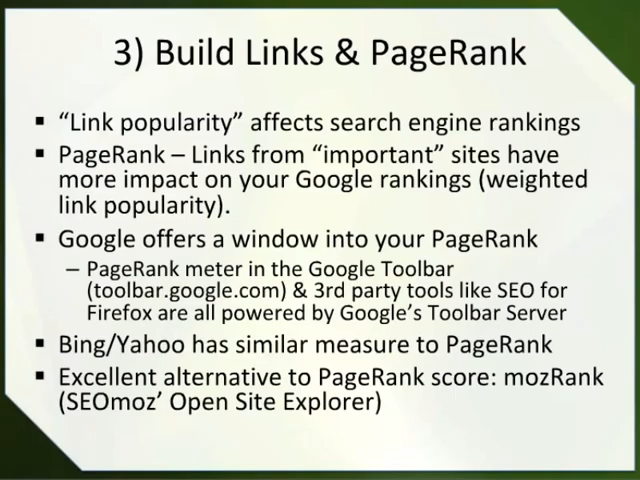 3) Build Links & PageRank
▪ “Link popularity” affects search engine rankings
▪ PageRank – Links from “important” sites have
more impact on your Google rankings (weighted
link popularity).
▪ Google offers a window into your PageRank
– PageRank meter in the Google Toolbar
(toolbar.google.com) & 3rd party tools like SEO for
Firefox are all powered by Google’s Toolbar Server
▪ Bing/Yahoo has similar measure to PageRank
▪ Excellent alternative to PageRank score: mozRank
(SEOmoz’ Open Site Explorer)